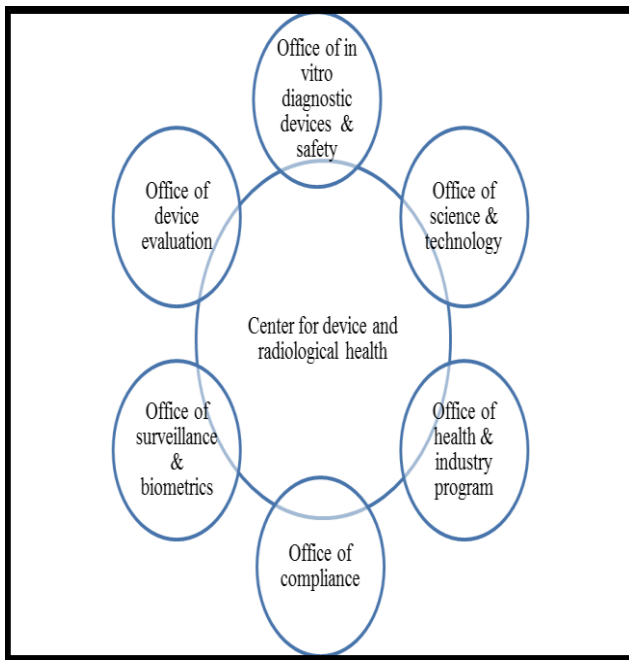 Office of in
vitro
diagnostic
devices &
safety
Office of
device
evaluation
Office of
science &
technology
Center for device and
radiological health
Office of
surveillance
&
biometrics
Office of
health &
industry
program
Office of
compliance